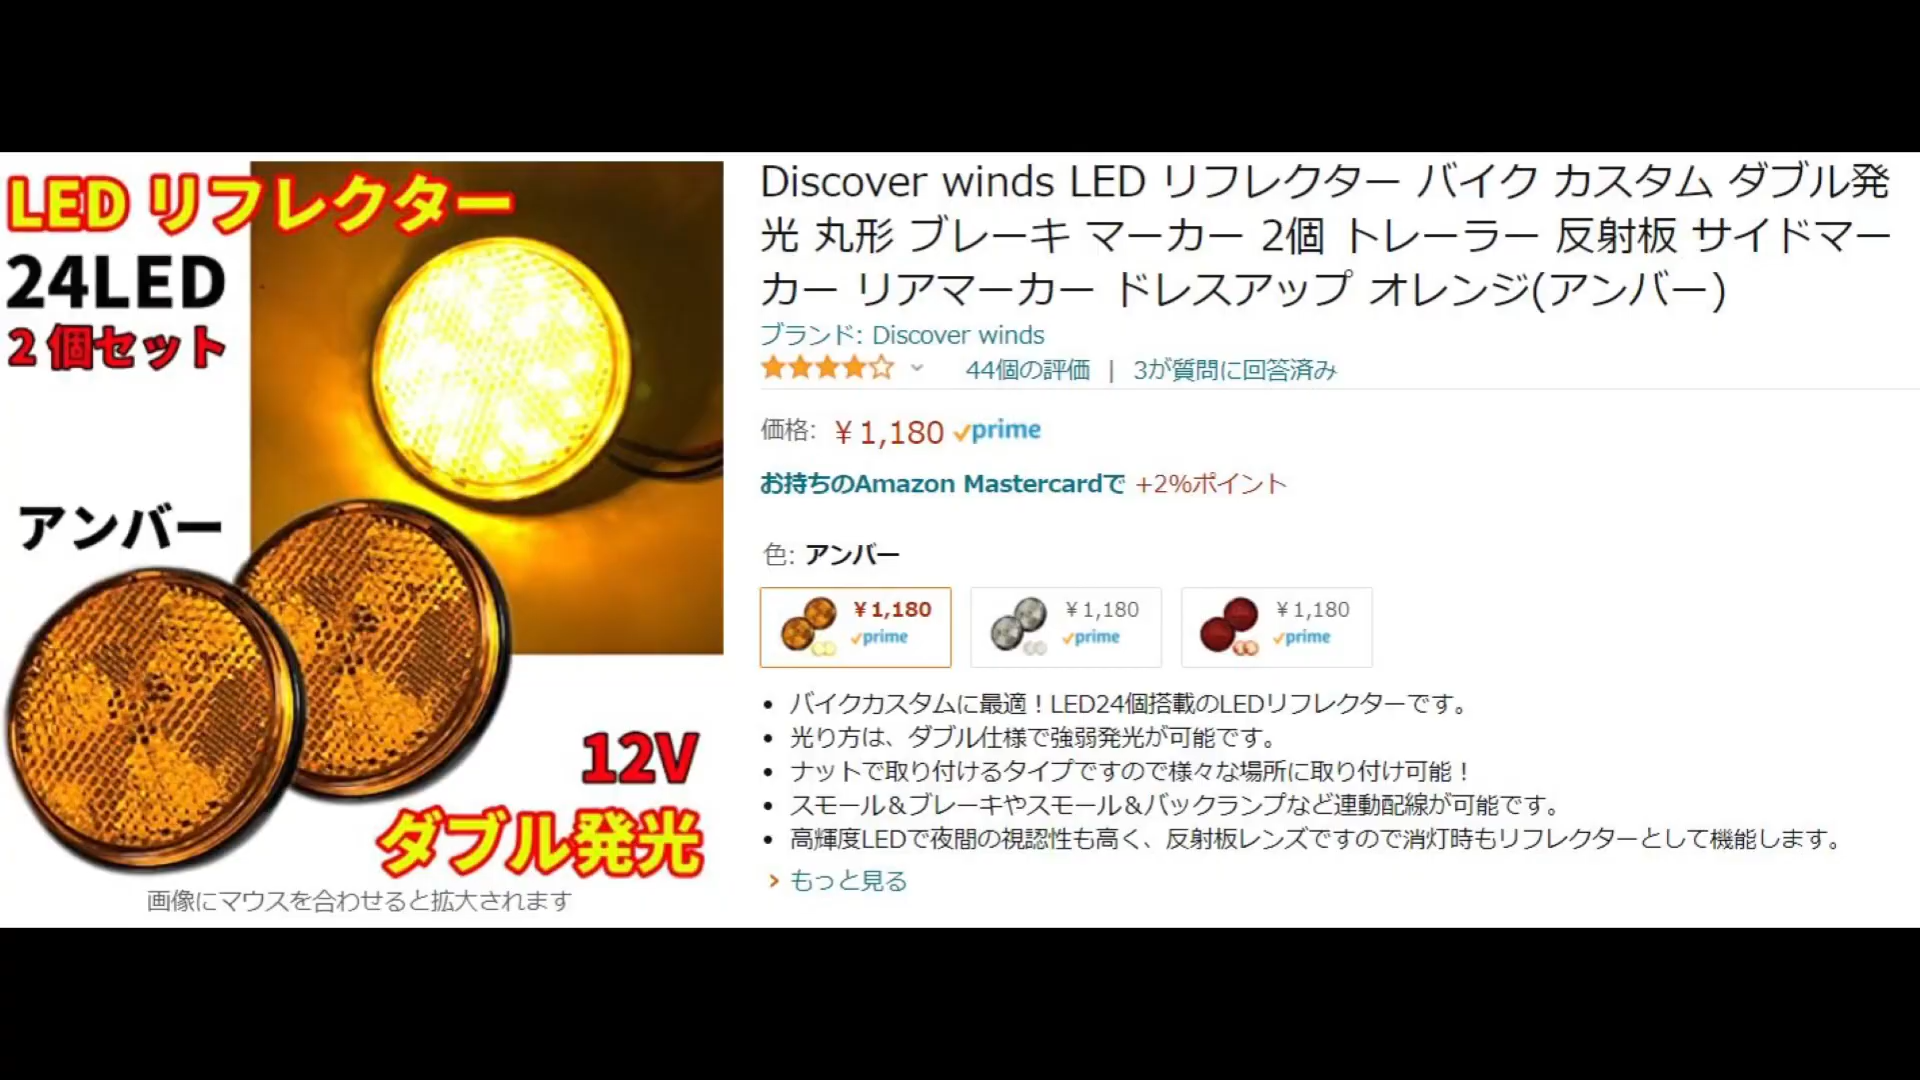 LED リフレクター
24LED
2個セット
アンバー
12V
ダブル発光
画像にマウスを合わせると拡大されます
Discover winds LED リフレクター バイク カスタム ダブル発
光 丸形 ブレーキ マーカー 2個 トレーラー 反射板 サイドマー
カー リアマーカー ドレスアップ オレンジ(アンバー)
ブランド: Discover winds
44個の評価 | 3が質問に回答済み
価格: ￥1,180 prime
お持ちのAmazon Mastercardで +2%ポイント
色: アンバー
￥1,180 ￥1,180 ￥1,180
prime prime prime
• バイクカスタムに最適！LED24個搭載のLEDリフレクターです。
• 光り方は、ダブル仕様で強弱発光が可能です。
• ナットで取り付けるタイプですので様々な場所に取り付け可能！
• スモール＆ブレーキやスモール＆バックランプなど連動配線が可能です。
• 高輝度LEDで夜間の視認性も高く、反射板レンズですので消灯時もリフレクターとして機能します。
› もっと見る